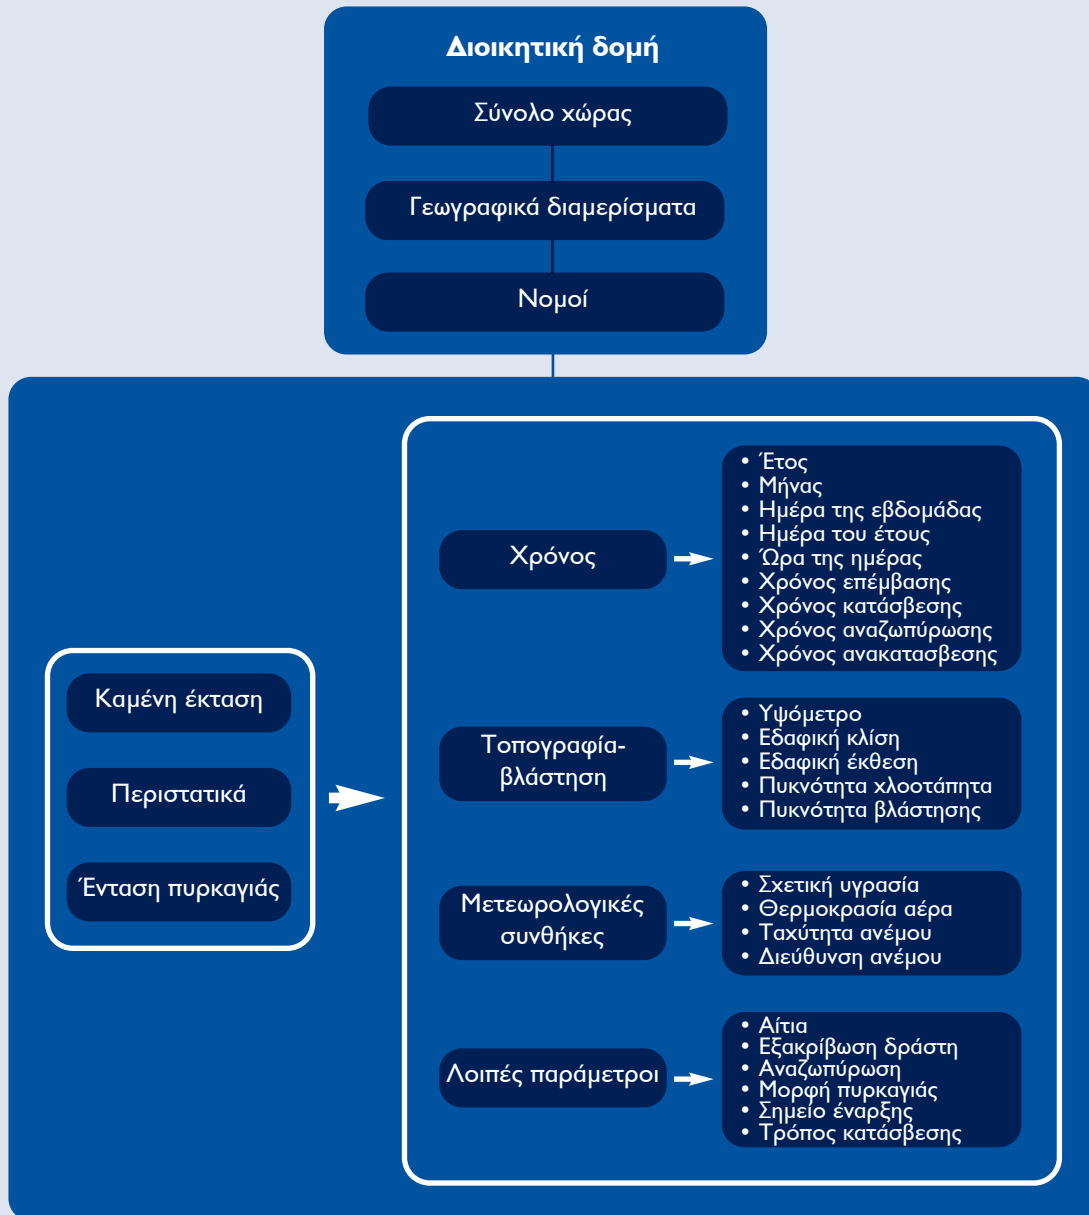 Διοικητική δομή
Σύνολο χώρας
Γεωγραφικά διαμερίσματα
Νομοί
Καμένη έκταση
Περιστατικά
Ένταση πυρκαγιάς
Χρόνος
• Έτος
• Μήνας
• Ημέρα της εβδομάδας
• Ημέρα του έτους
• Ώρα της ημέρας
• Χρόνος επέμβασης
• Χρόνος κατάσβεσης
• Χρόνος αναζωπύρωσης
• Χρόνος ανακατασβεσης
Τοπογραφία-
βλάστηση
• Υψόμετρο
• Εδαφική κλίση
• Εδαφική έκθεση
• Πυκνότητα χλοοτάπητα
• Πυκνότητα βλάστησης
Μετεωρολογικές
συνθήκες
• Σχετική υγρασία
• Θερμοκρασία αέρα
• Ταχύτητα ανέμου
• Διεύθυνση ανέμου
Λοιπές παράμετροι
• Αίτια
• Εξακρίβωση δράστη
• Αναζωπύρωση
• Μορφή πυρκαγιάς
• Σημείο έναρξης
• Τρόπος κατάσβεσης